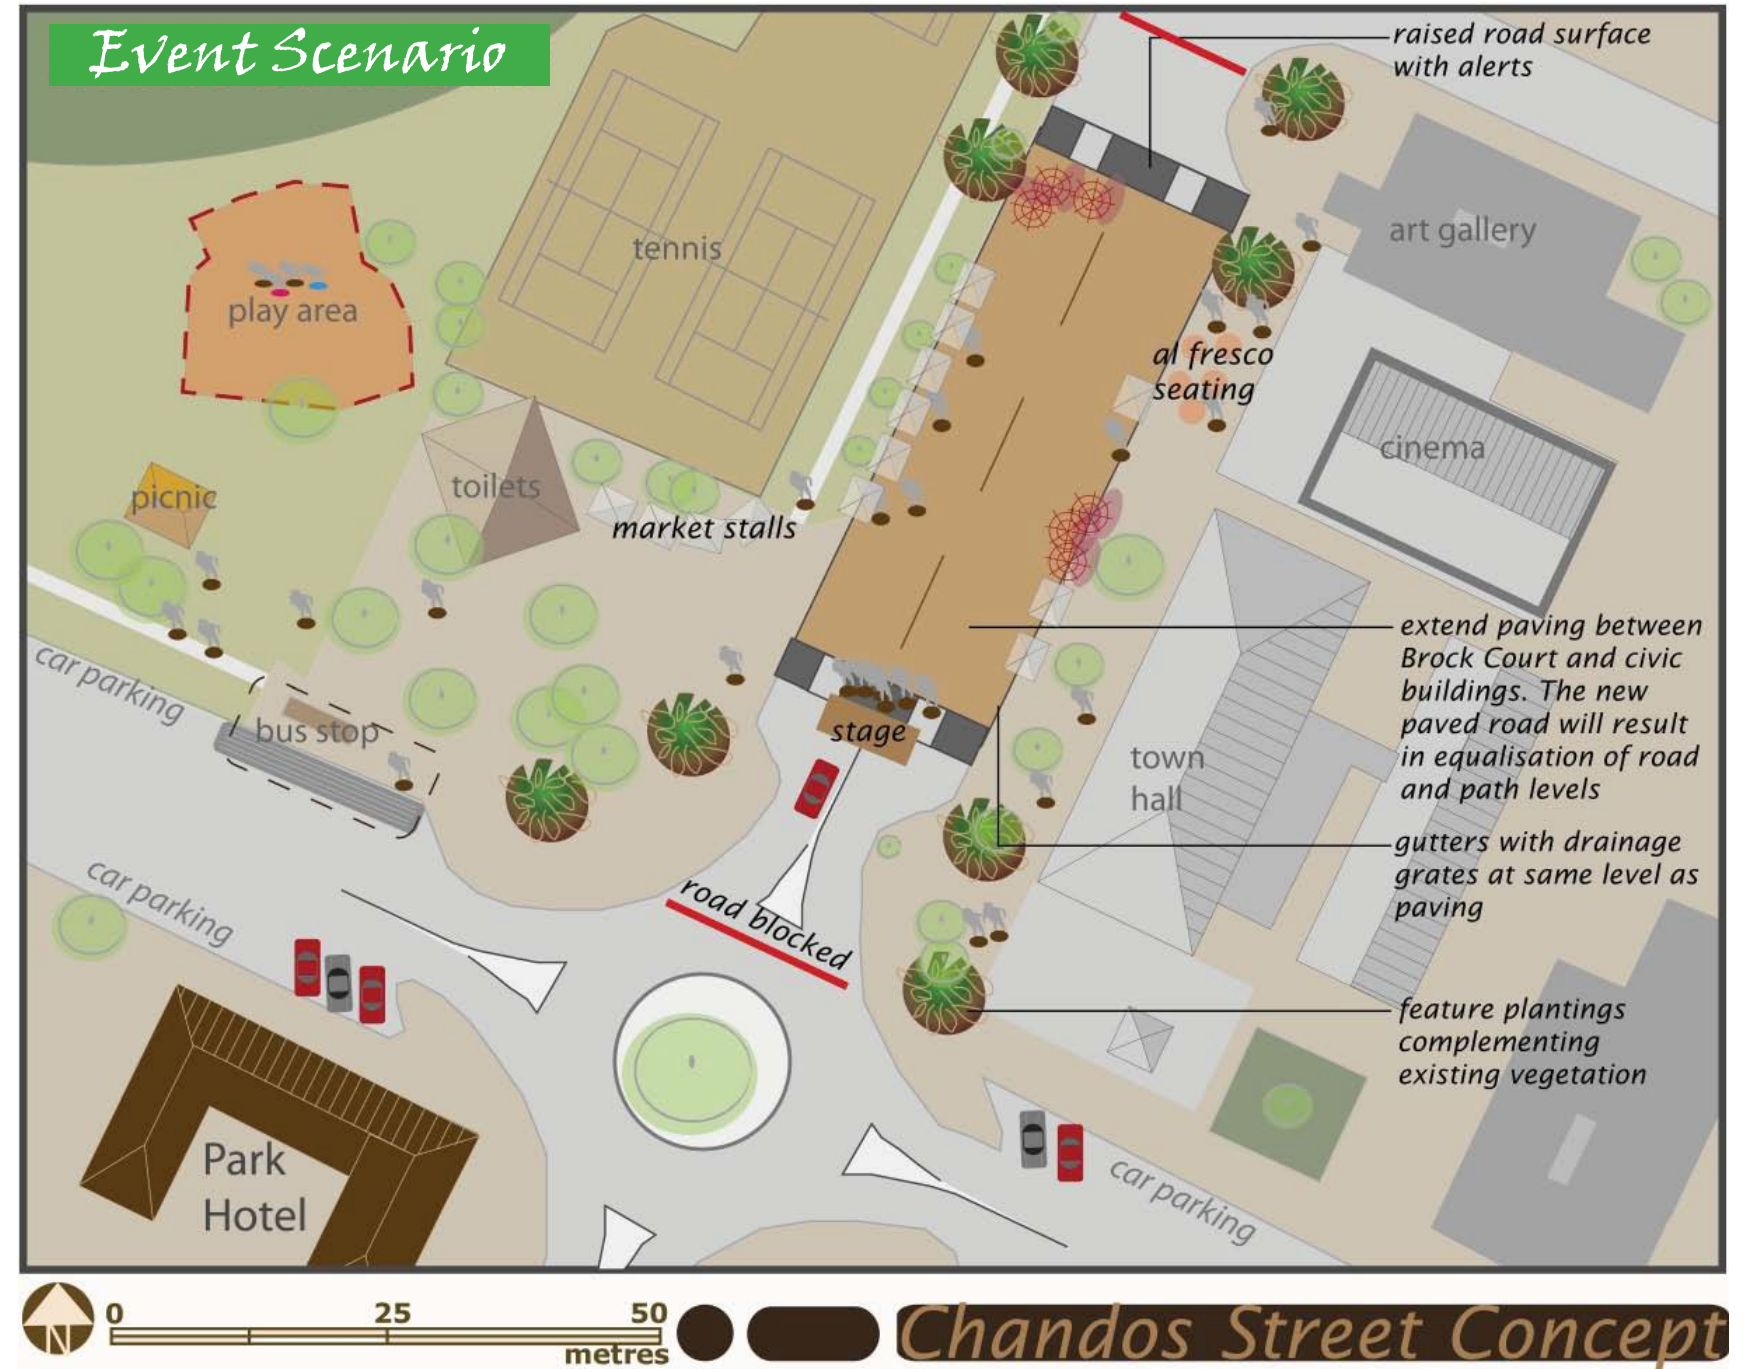 Event Scenario
raised road surface
with alerts
tennis
art gallery
play area
al fresco
seating
cinema
picnic
toilets
market stalls
extend paving between
Brock Court and civic
buildings. The new
paved road will result
in equalisation of road
and path levels
car parking
bus stop
stage
town
hall
gutters with drainage
grates at same level as
paving
car parking
road blocked
feature plantings
complementing
existing vegetation
Park
Hotel
car parking
N
0 25 50
metres
Chandos Street Concept